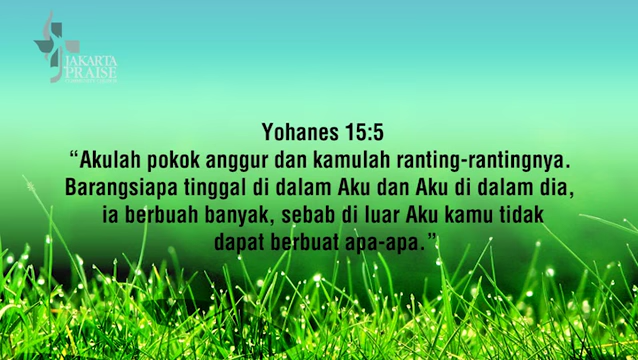 JAKARTA
PRAISE
Yohanes 15:5
“Akulah pokok anggur dan kamulah ranting-rantingnya.
Barangsiapa tinggal di dalam Aku dan Aku di dalam dia,
ia berbuah banyak, sebab di luar Aku kamu tidak
dapat berbuat apa-apa.”